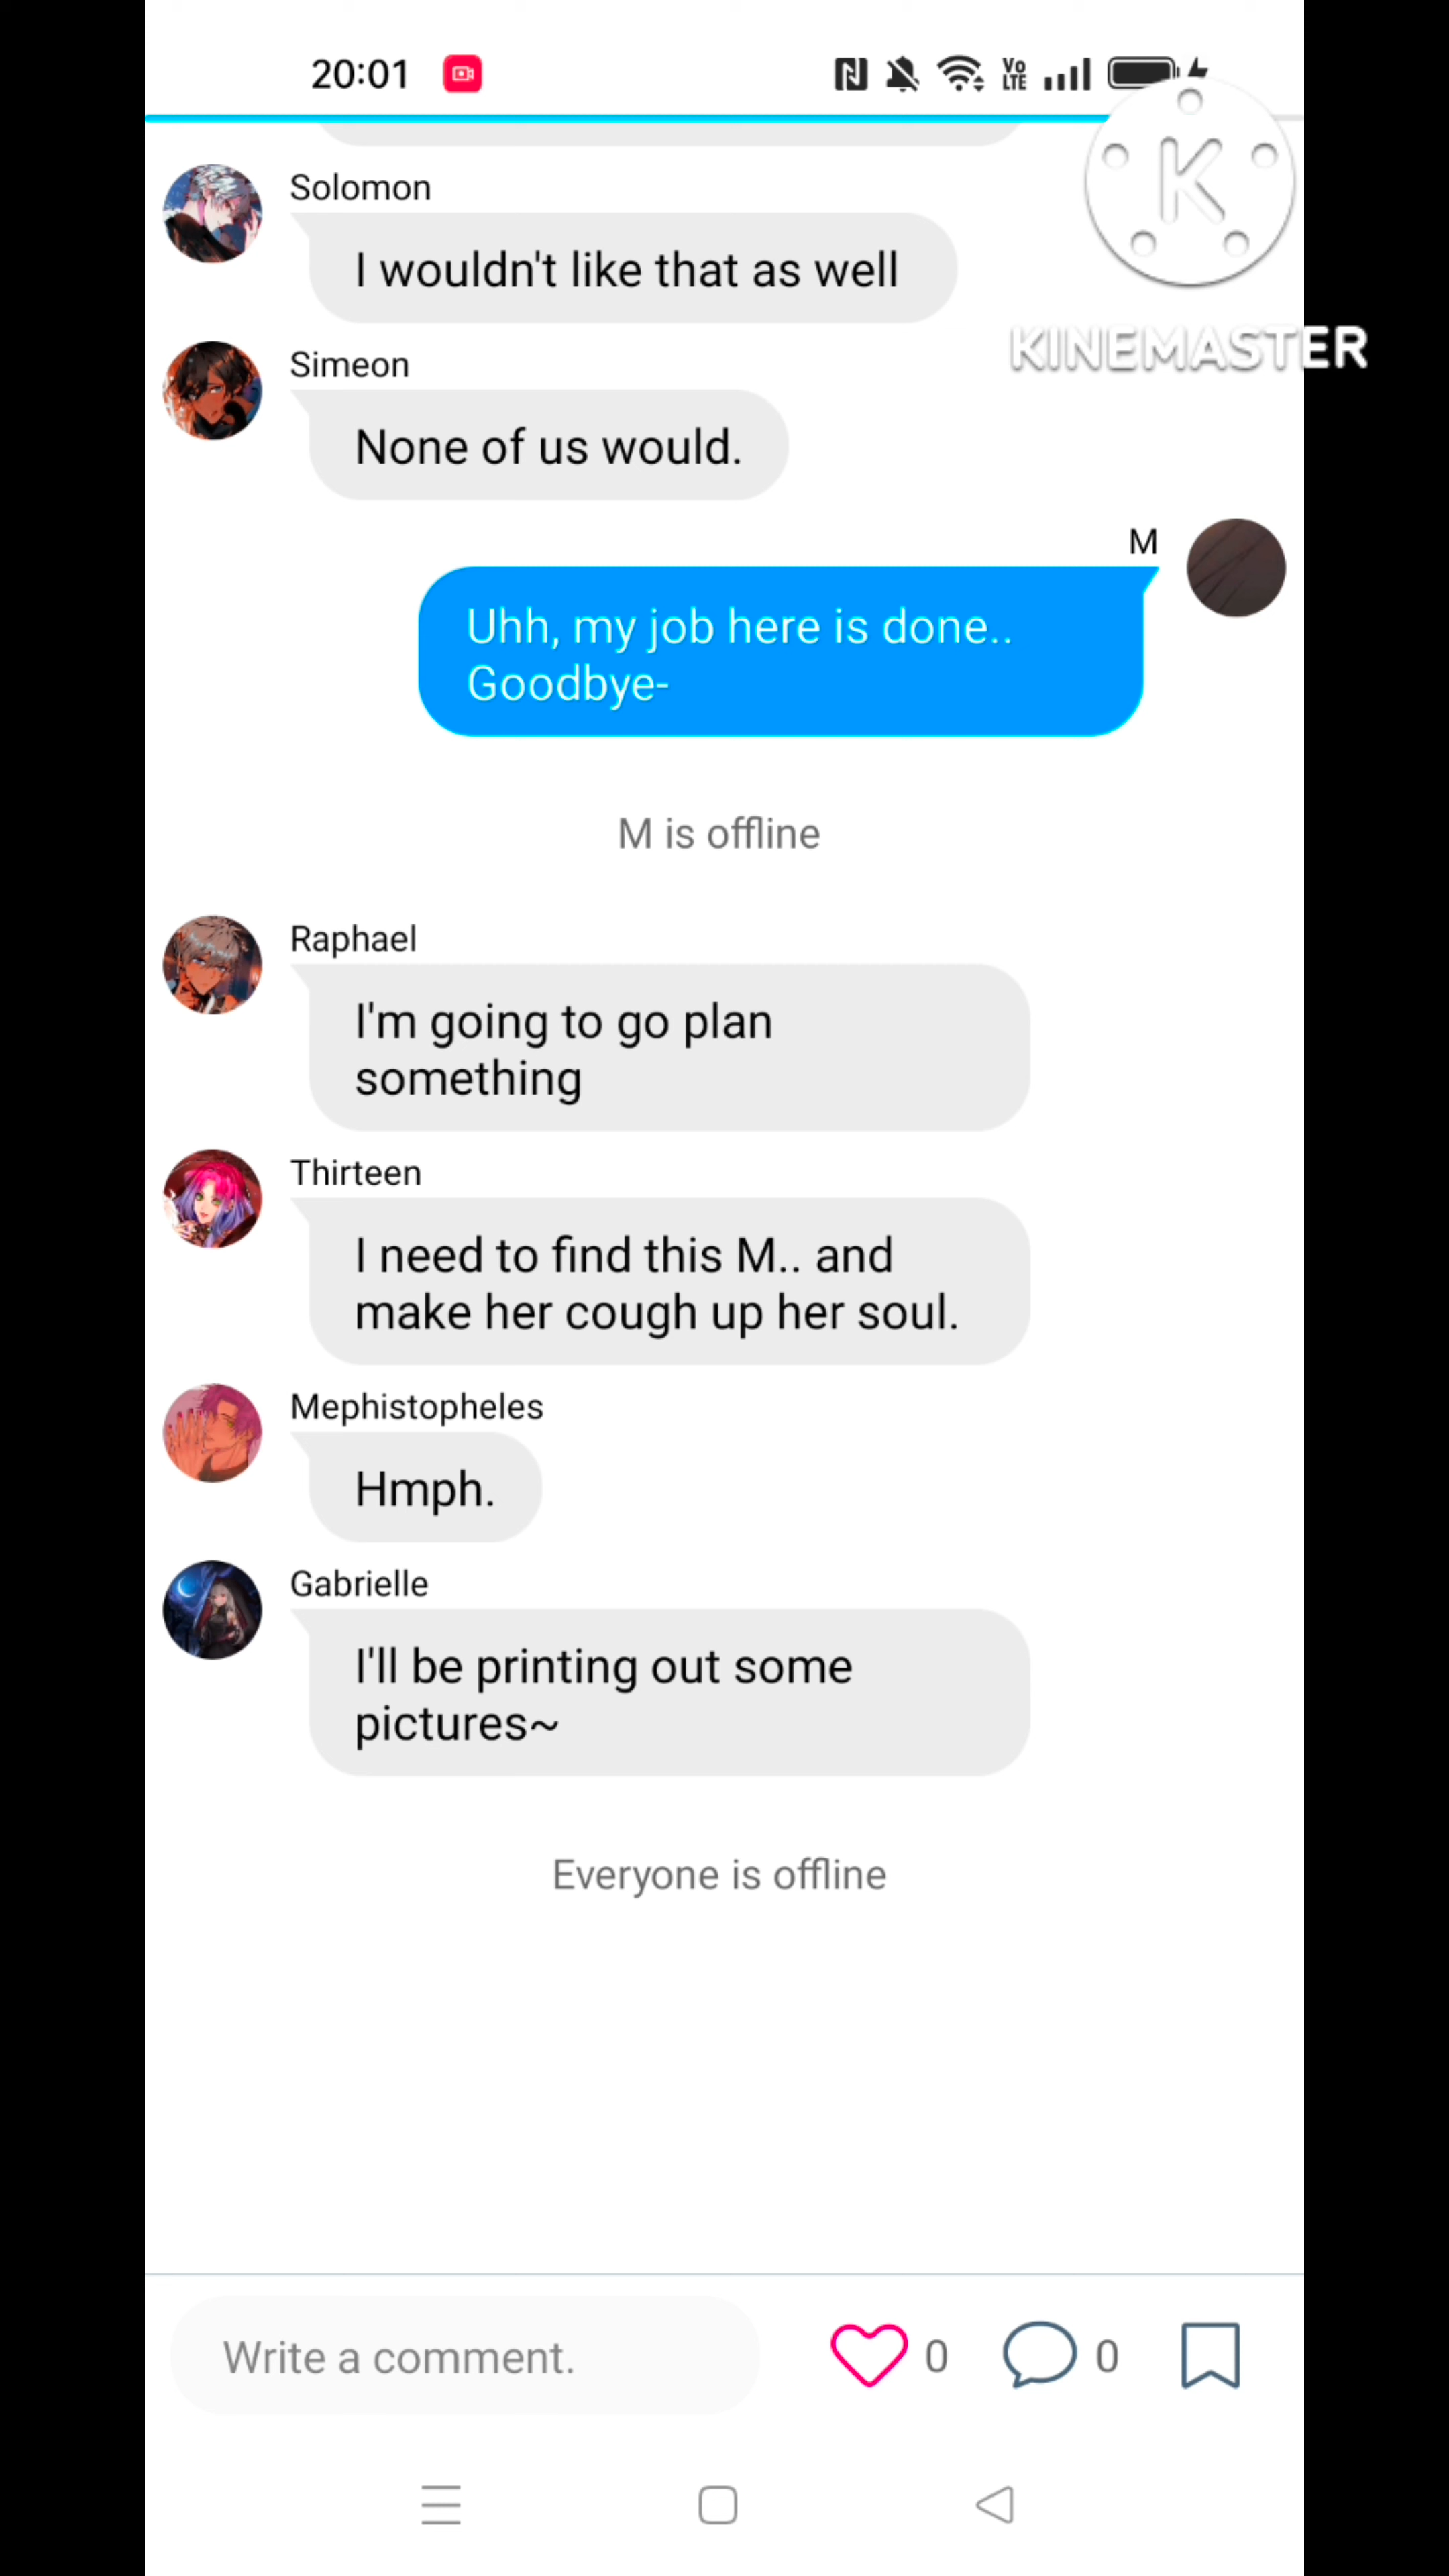 20:01
Vo
LTE
K
KINEMASTER
Solomon
I wouldn't like that as well
Simeon
None of us would.
M
Uhh, my job here is done..
Goodbye-
M is offline
Raphael
I'm going to go plan
something
Thirteen
I need to find this M.. and
make her cough up her soul.
Mephistopheles
Hmph.
Gabrielle
I'll be printing out some
pictures~
Everyone is offline
Write a comment.
0
0